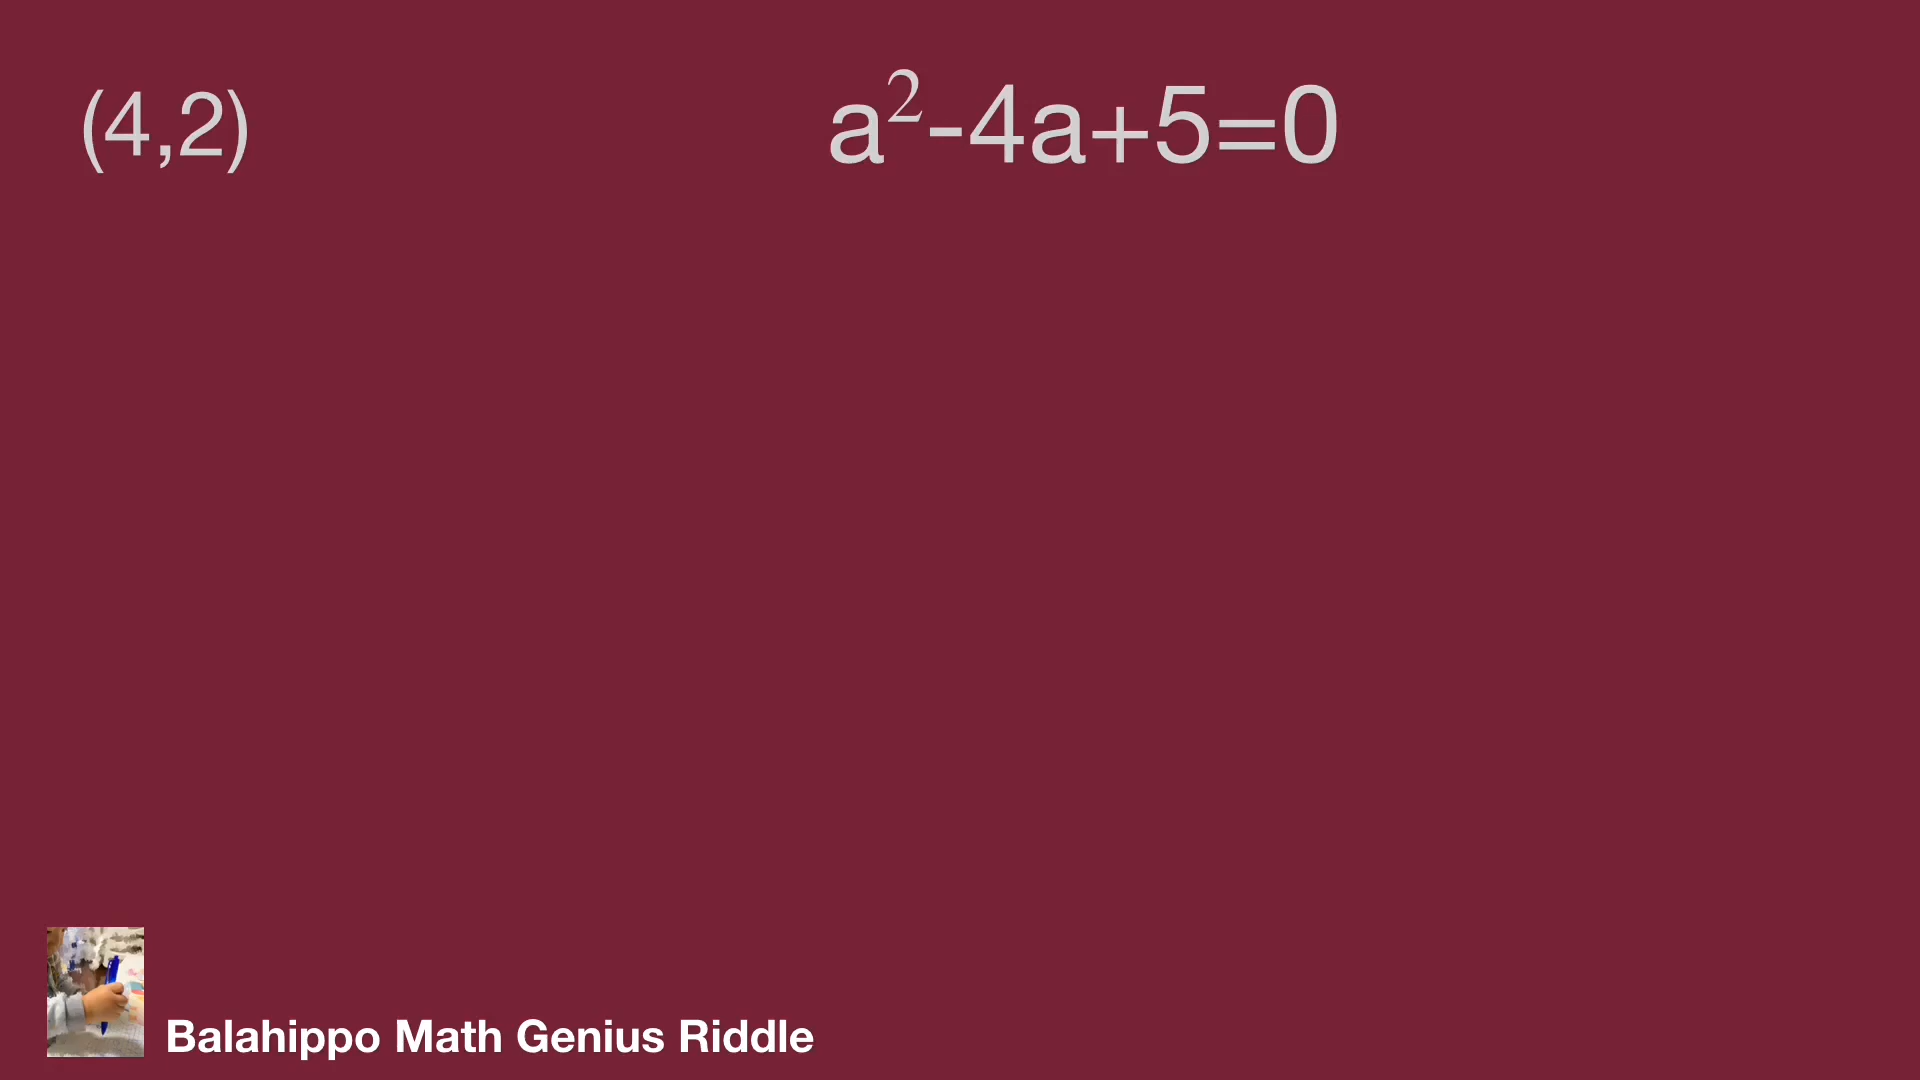 (4,2)
a²-4a+5=0
Balahippo Math Genius Riddle